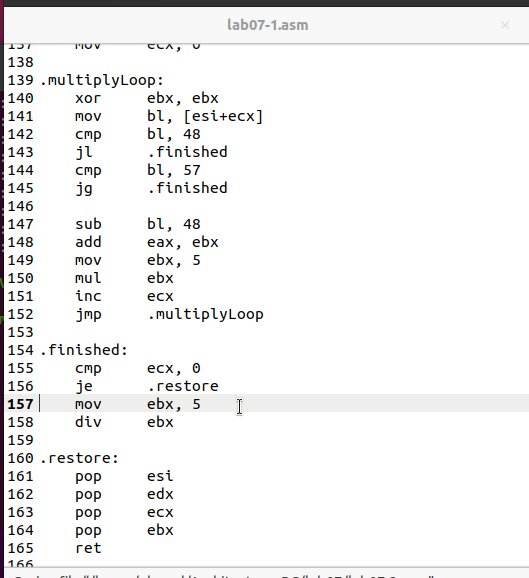 lab07-1.asm
137 mov ecx, 0
138
139 .multiplyLoop:
140 xor ebx, ebx
141 mov bl, [esi+ecx]
142 cmp bl, 48
143 jl .finished
144 cmp bl, 57
145 jg .finished
146
147 sub bl, 48
148 add eax, ebx
149 mov ebx, 5
150 mul ebx
151 inc ecx
152 jmp .multiplyLoop
153
154 .finished:
155 cmp ecx, 0
156 je .restore
157 mov ebx, 5
158 div ebx
159
160 .restore:
161 pop esi
162 pop edx
163 pop ecx
164 pop ebx
165 ret
166